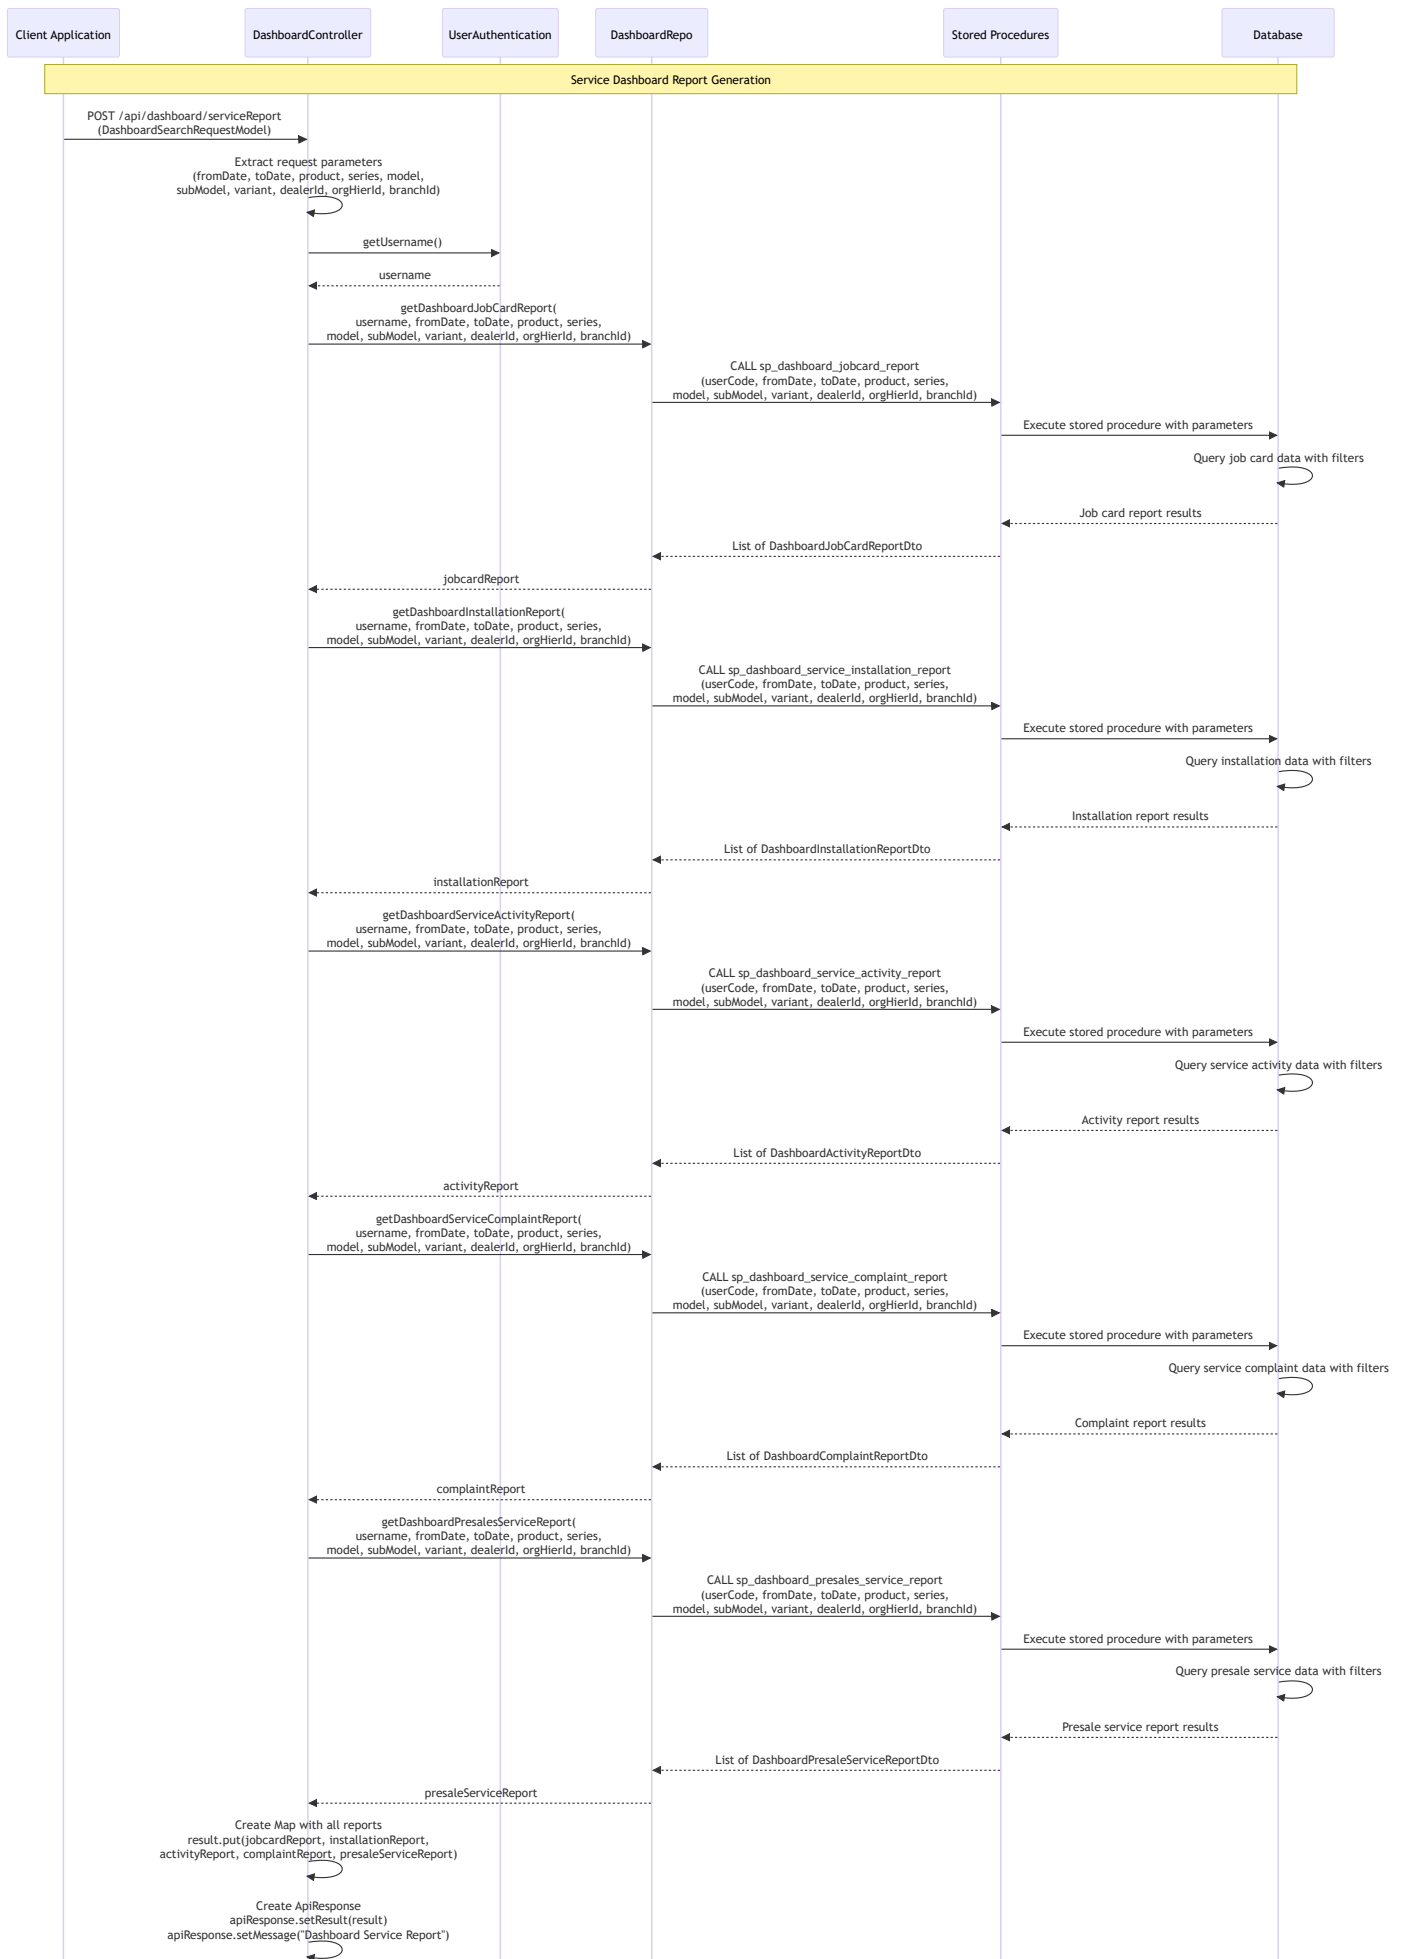 Client Application
DashboardController
UserAuthentication
DashboardRepo
Stored Procedures
Database
Service Dashboard Report Generation
POST /api/dashboard/serviceReport
(DashboardSearchRequestModel)
Extract request parameters
(fromDate, toDate, product, series, model,
subModel, variant, dealerId, orgHierId, branchId)
getUsername()
username
getDashboardJobCardReport(
username, fromDate, toDate, product, series,
model, subModel, variant, dealerId, orgHierId, branchId)
CALL sp_dashboard_jobcard_report
(userCode, fromDate, toDate, product, series,
model, subModel, variant, dealerId, orgHierId, branchId)
Execute stored procedure with parameters
Query job card data with filters
Job card report results
List of DashboardJobCardReportDto
jobcardReport
getDashboardInstallationReport(
username, fromDate, toDate, product, series,
model, subModel, variant, dealerId, orgHierId, branchId)
CALL sp_dashboard_service_installation_report
(userCode, fromDate, toDate, product, series,
model, subModel, variant, dealerId, orgHierId, branchId)
Execute stored procedure with parameters
Query installation data with filters
Installation report results
List of DashboardInstallationReportDto
installationReport
getDashboardServiceActivityReport(
username, fromDate, toDate, product, series,
model, subModel, variant, dealerId, orgHierId, branchId)
CALL sp_dashboard_service_activity_report
(userCode, fromDate, toDate, product, series,
model, subModel, variant, dealerId, orgHierId, branchId)
Execute stored procedure with parameters
Query service activity data with filters
Activity report results
List of DashboardActivityReportDto
activityReport
getDashboardServiceComplaintReport(
username, fromDate, toDate, product, series,
model, subModel, variant, dealerId, orgHierId, branchId)
CALL sp_dashboard_service_complaint_report
(userCode, fromDate, toDate, product, series,
model, subModel, variant, dealerId, orgHierId, branchId)
Execute stored procedure with parameters
Query service complaint data with filters
Complaint report results
List of DashboardComplaintReportDto
complaintReport
getDashboardPresalesServiceReport(
username, fromDate, toDate, product, series,
model, subModel, variant, dealerId, orgHierId, branchId)
CALL sp_dashboard_presales_service_report
(userCode, fromDate, toDate, product, series,
model, subModel, variant, dealerId, orgHierId, branchId)
Execute stored procedure with parameters
Query presale service data with filters
Presale service report results
List of DashboardPresaleServiceReportDto
presaleServiceReport
Create Map with all reports
result.put(jobcardReport, installationReport,
activityReport, complaintReport, presaleServiceReport)
Create ApiResponse
apiResponse.setResult(result)
apiResponse.setMessage("Dashboard Service Report")